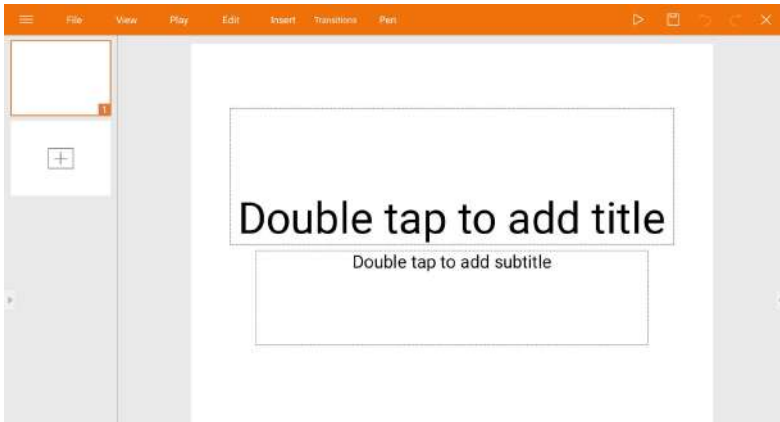 File View Play Edit Insert Transitions Pen
1
Double tap to add title
Double tap to add subtitle